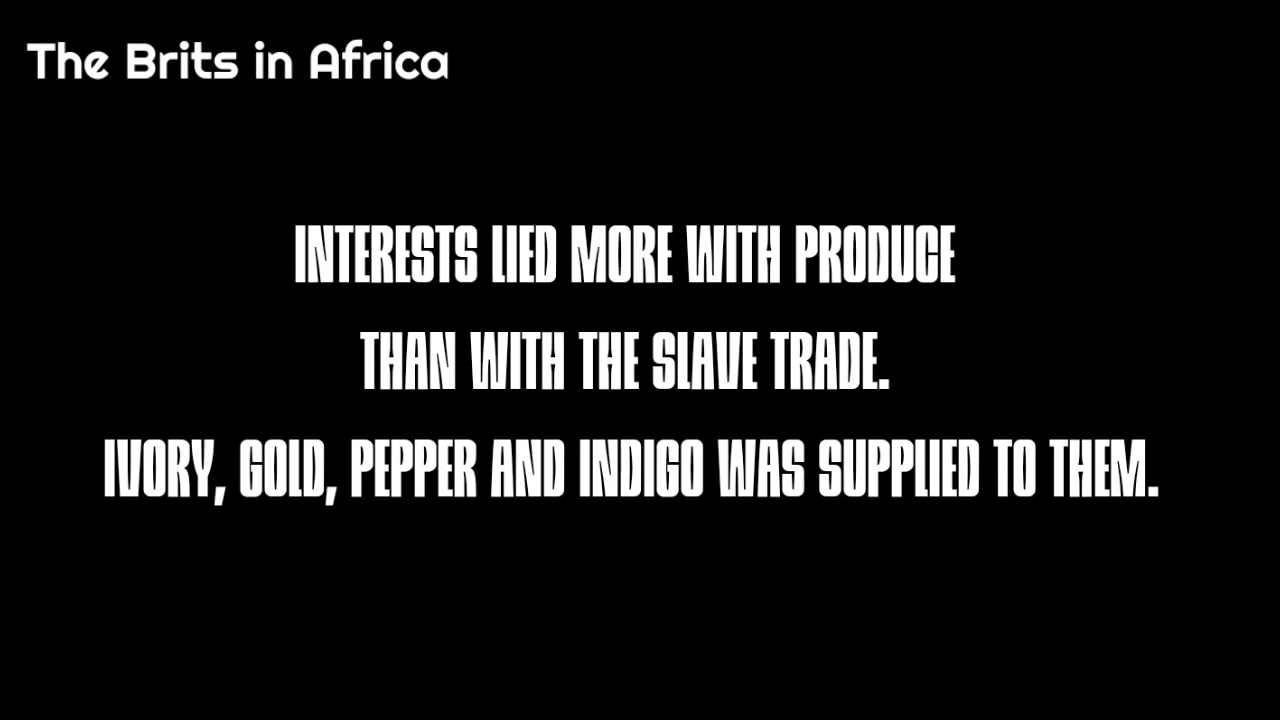 The Brits in Africa
INTERESTS LIED MORE WITH PRODUCE
THAN WITH THE SLAVE TRADE.
IVORY, GOLD, PEPPER AND INDIGO WAS SUPPLIED TO THEM.